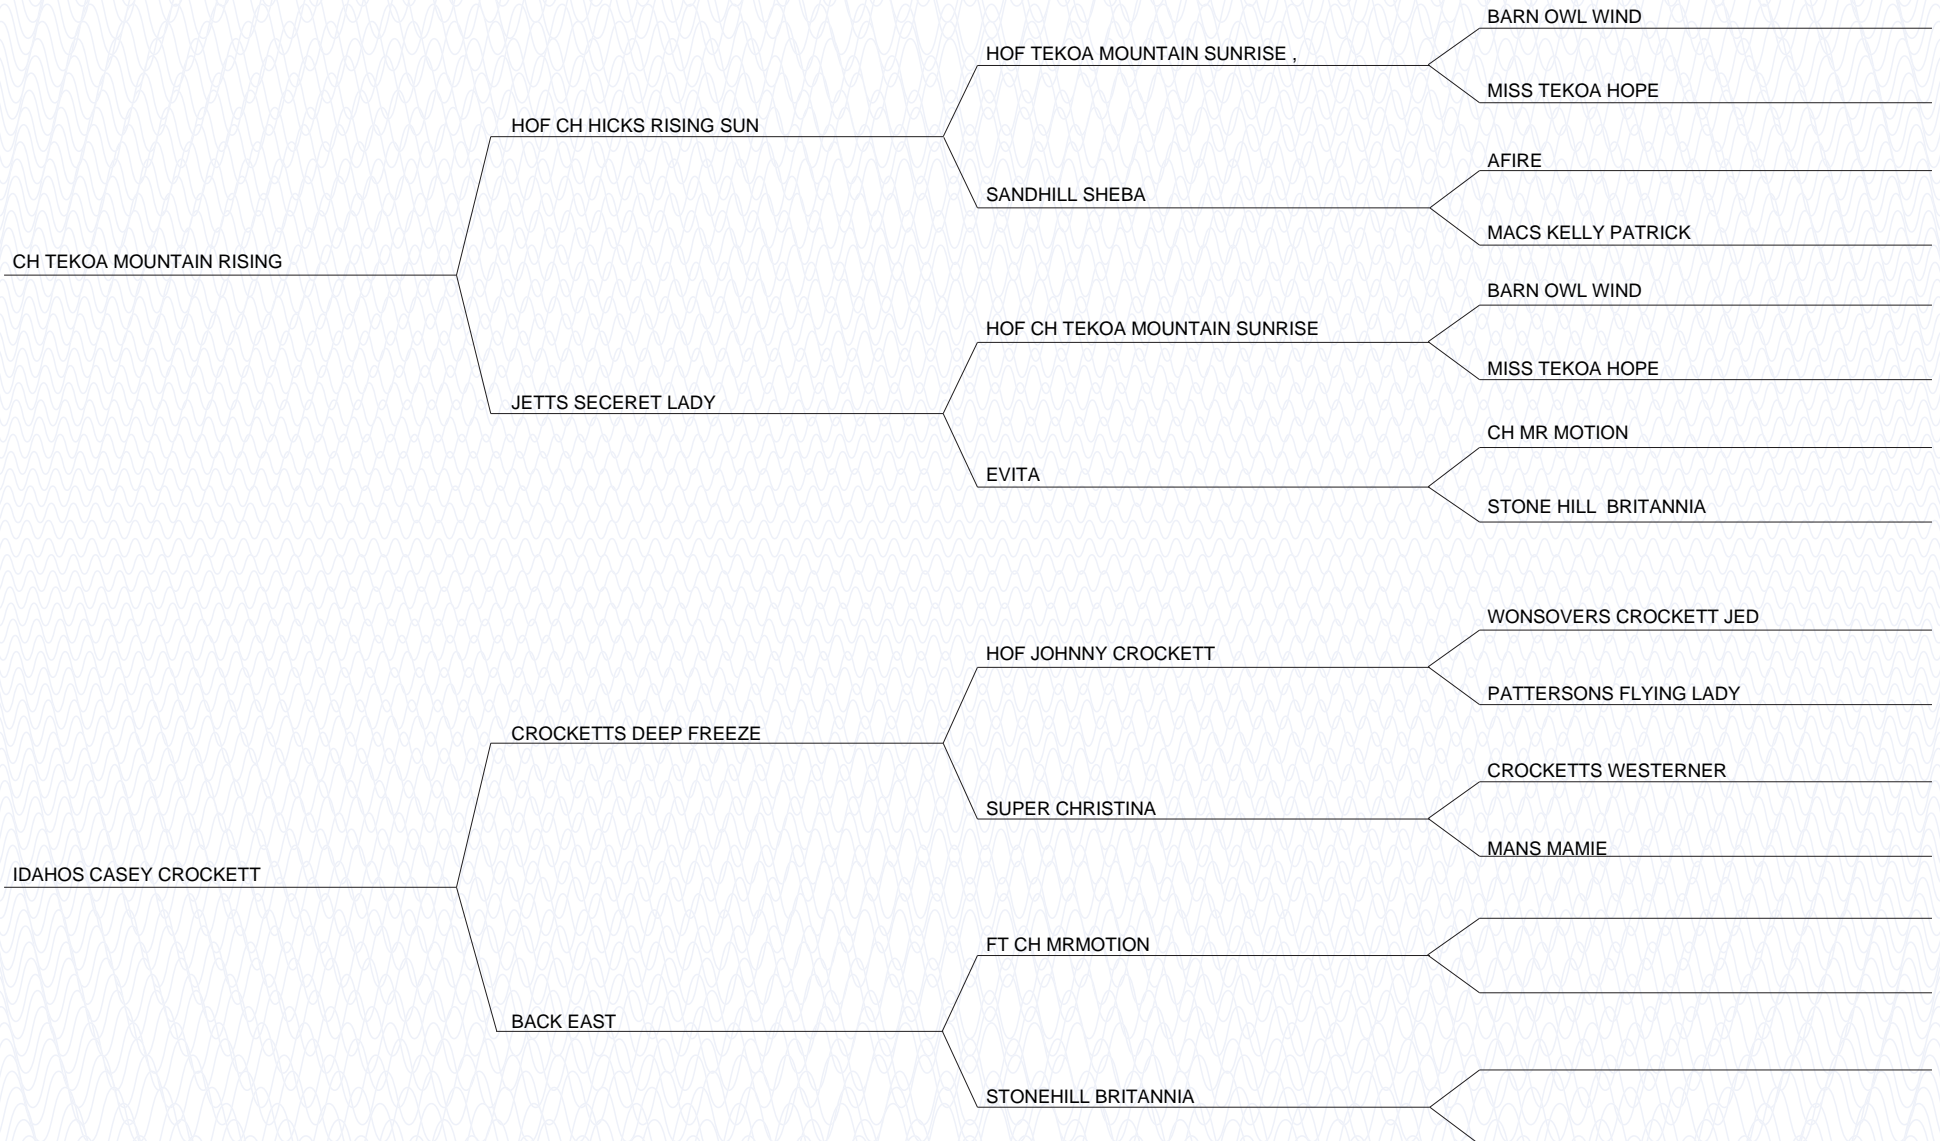 BARN OWL WIND
HOF TEKOA MOUNTAIN SUNRISE ,
MISS TEKOA HOPE
HOF CH HICKS RISING SUN
AFIRE
SANDHILL SHEBA
MACS KELLY PATRICK
CH TEKOA MOUNTAIN RISING
BARN OWL WIND
HOF CH TEKOA MOUNTAIN SUNRISE
MISS TEKOA HOPE
JETTS SECERET LADY
CH MR MOTION
EVITA
STONE HILL  BRITANNIA
WONSOVERS CROCKETT JED
HOF JOHNNY CROCKETT
PATTERSONS FLYING LADY
CROCKETTS DEEP FREEZE
CROCKETTS WESTERNER
SUPER CHRISTINA
MANS MAMIE
IDAHOS CASEY CROCKETT
FT CH MRMOTION
BACK EAST
STONEHILL BRITANNIA